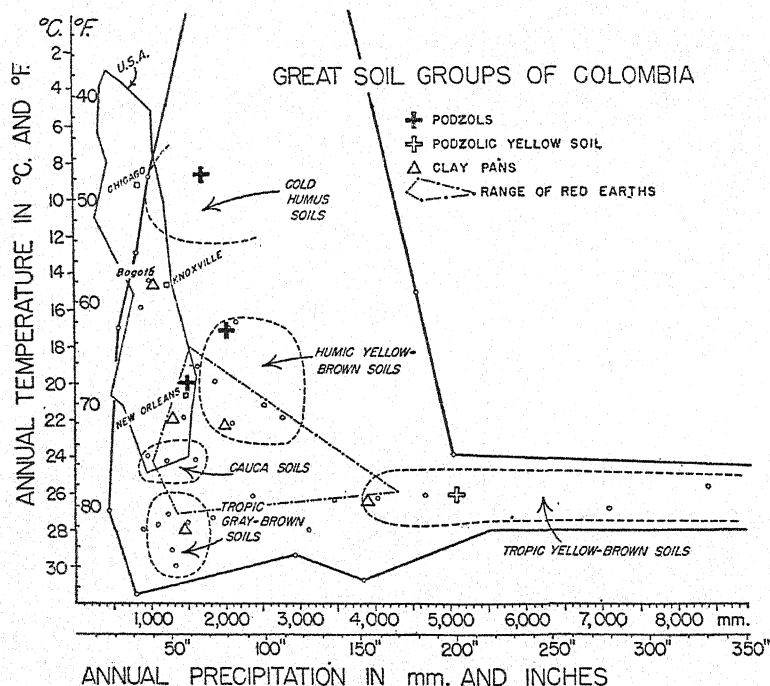 °C. °F.
GREAT SOIL GROUPS OF COLOMBIA
PODZOLS
PODZOLIC YELLOW SOIL
CLAY PANS
RANGE OF RED EARTHS
ANNUAL TEMPERATURE IN °C. AND °F.
2
4
6
8
10
12
14
16
18
20
22
24
26
28
30
40
50
60
70
80
U.S.A.
CHICAGO
COLD
HUMUS
SOILS
Bogotá
KNOXVILLE
HUMIC YELLOW-
BROWN SOILS
NEW ORLEANS
CAUCA SOILS
TROPIC
GRAY-BROWN
SOILS
TROPIC YELLOW-BROWN SOILS
1,000 2,000 3,000 4,000 5,000 6,000 7,000 8,000 mm.
50" 100" 150" 200" 250" 300" 350"
ANNUAL PRECIPITATION IN mm. AND INCHES